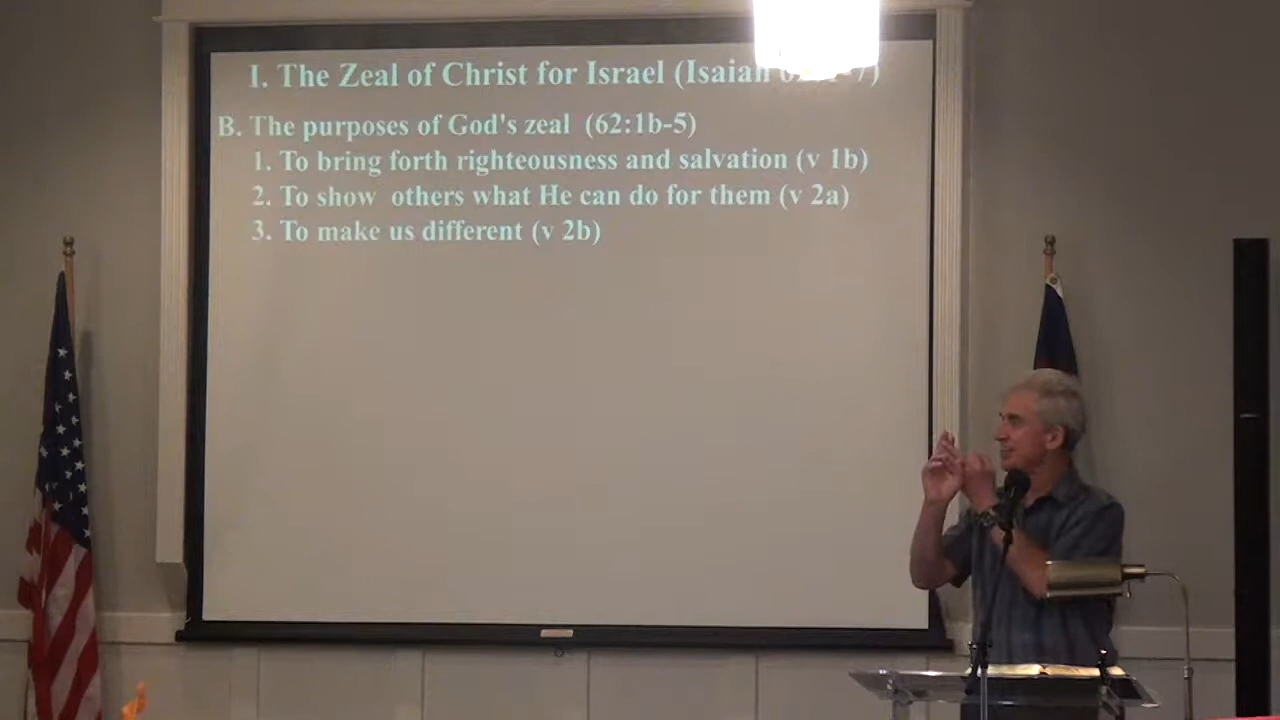 I. The Zeal of Christ for Israel (Isaiah
B. The purposes of God's zeal (62:1b-5)
1. To bring forth righteousness and salvation (v 1b)
2. To show others what He can do for them (v 2a)
3. To make us different (v 2b)